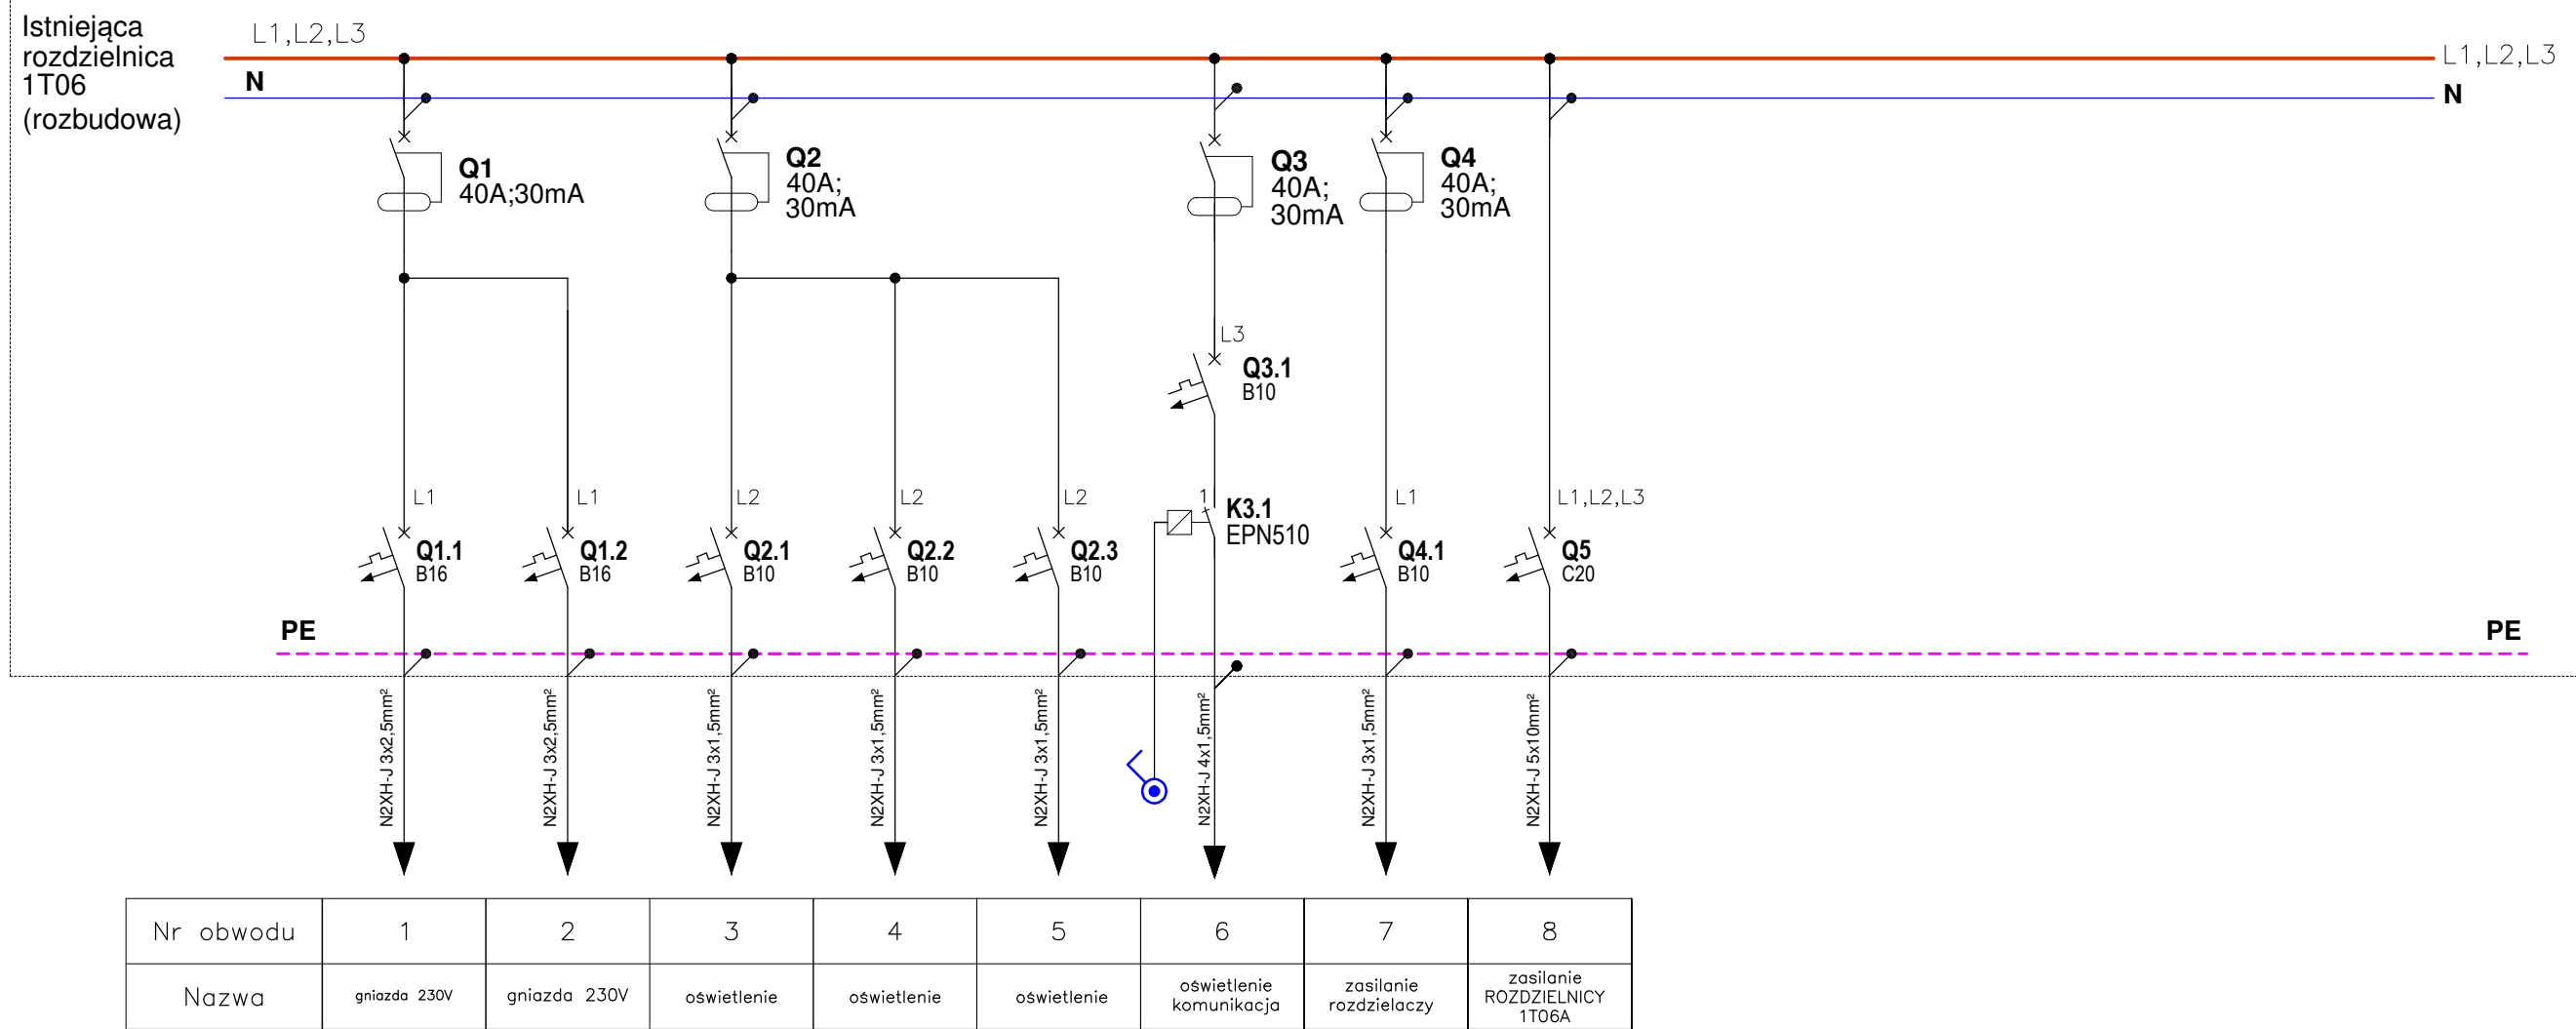 Istniejąca
rozdzielnica
1T06
(rozbudowa)
L1,L2,L3
L1,L2,L3
N
N
Q1
40A;30mA
Q2
40A;
30mA
Q3
40A;
30mA
Q4
40A;
30mA
L3
Q3.1
B10
L1
Q1.1
B16
L1
Q1.2
B16
L2
Q2.1
B10
L2
Q2.2
B10
L2
Q2.3
B10
1
K3.1
EPN510
L1
Q4.1
B10
L1,L2,L3
Q5
C20
PE
PE
N2XH-J 3x2,5mm²
N2XH-J 3x2,5mm²
N2XH-J 3x1,5mm²
N2XH-J 3x1,5mm²
N2XH-J 3x1,5mm²
N2XH-J 4x1,5mm²
N2XH-J 3x1,5mm²
N2XH-J 5x10mm²
Nr obwodu 1 2 3 4 5 6 7 8
Nazwa
gniazda 230V
gniazda 230V
oświetlenie
oświetlenie
oświetlenie
oświetlenie
komunikacja
zasilanie
rozdzielaczy
zasilanie
ROZDZIELNICY
1T06A